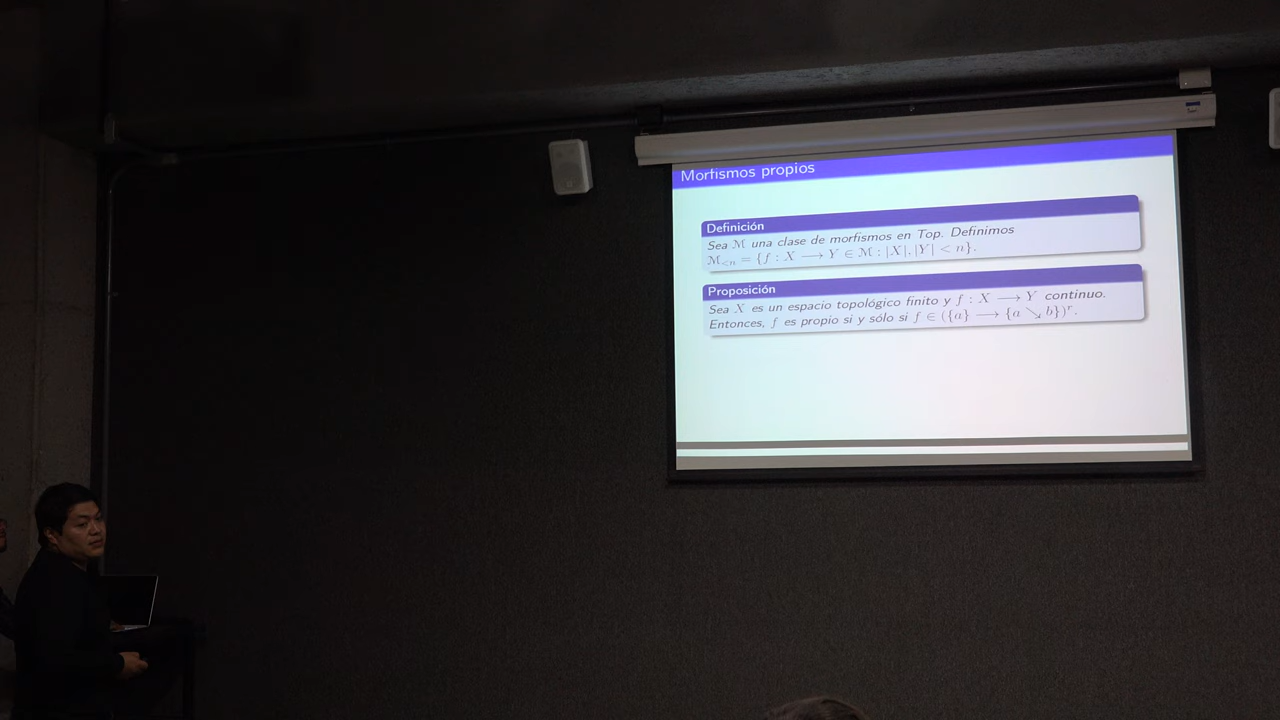 Morfismos propios
Definición
Sea ℳ una clase de morfismos en Top. Definimos
ℳ<n = {f : X ⟶ Y ∈ ℳ : |X|, |Y| < n}.
Proposición
Sea X es un espacio topológico finito y f : X ⟶ Y continuo.
Entonces, f es propio si y sólo si f ∈ ({a} ⟶ {a ↘ b})ʳ.